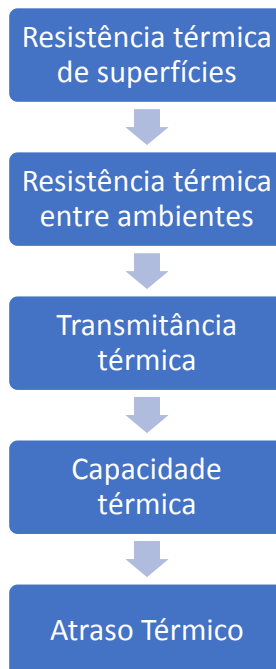 Resistência térmica
de superfícies
Resistência térmica
entre ambientes
Transmitância
térmica
Capacidade
térmica
Atraso Térmico